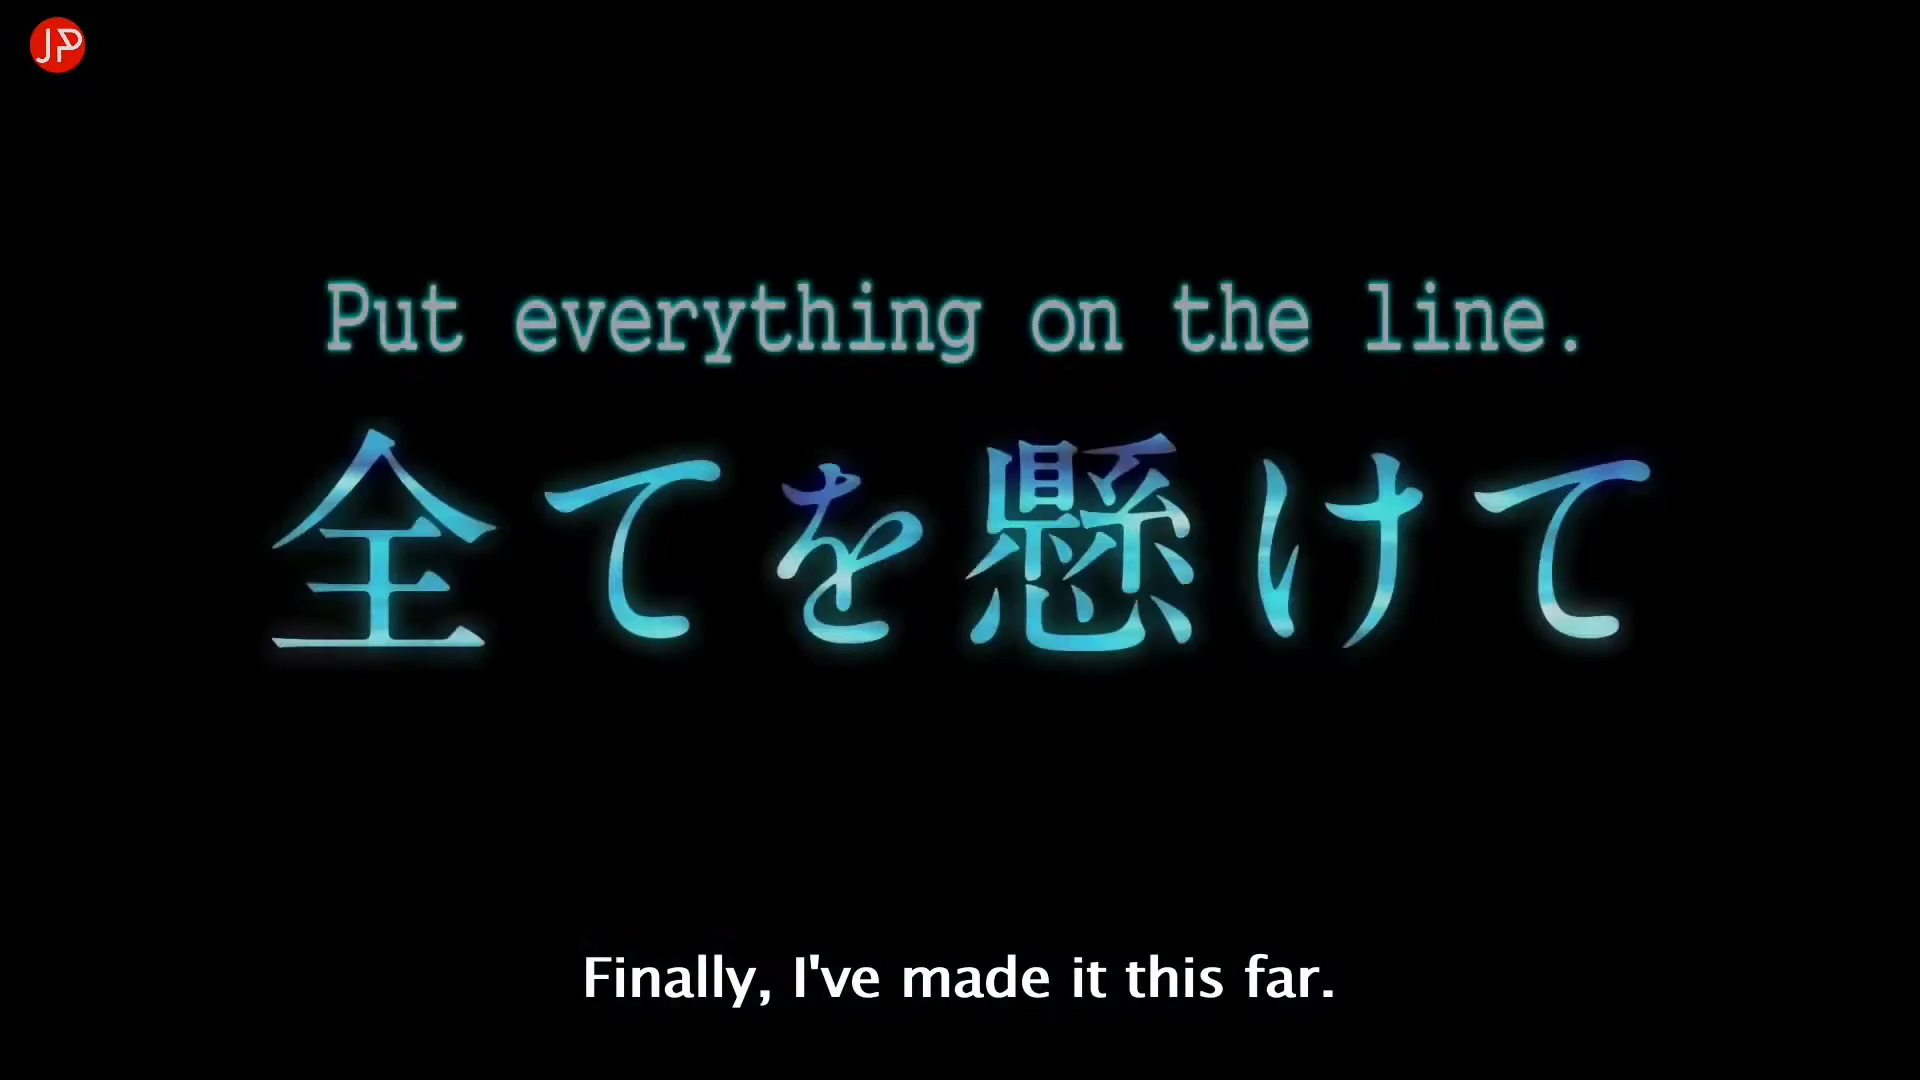 JP
Put everything on the line.
全てを懸けて
Finally, I've made it this far.